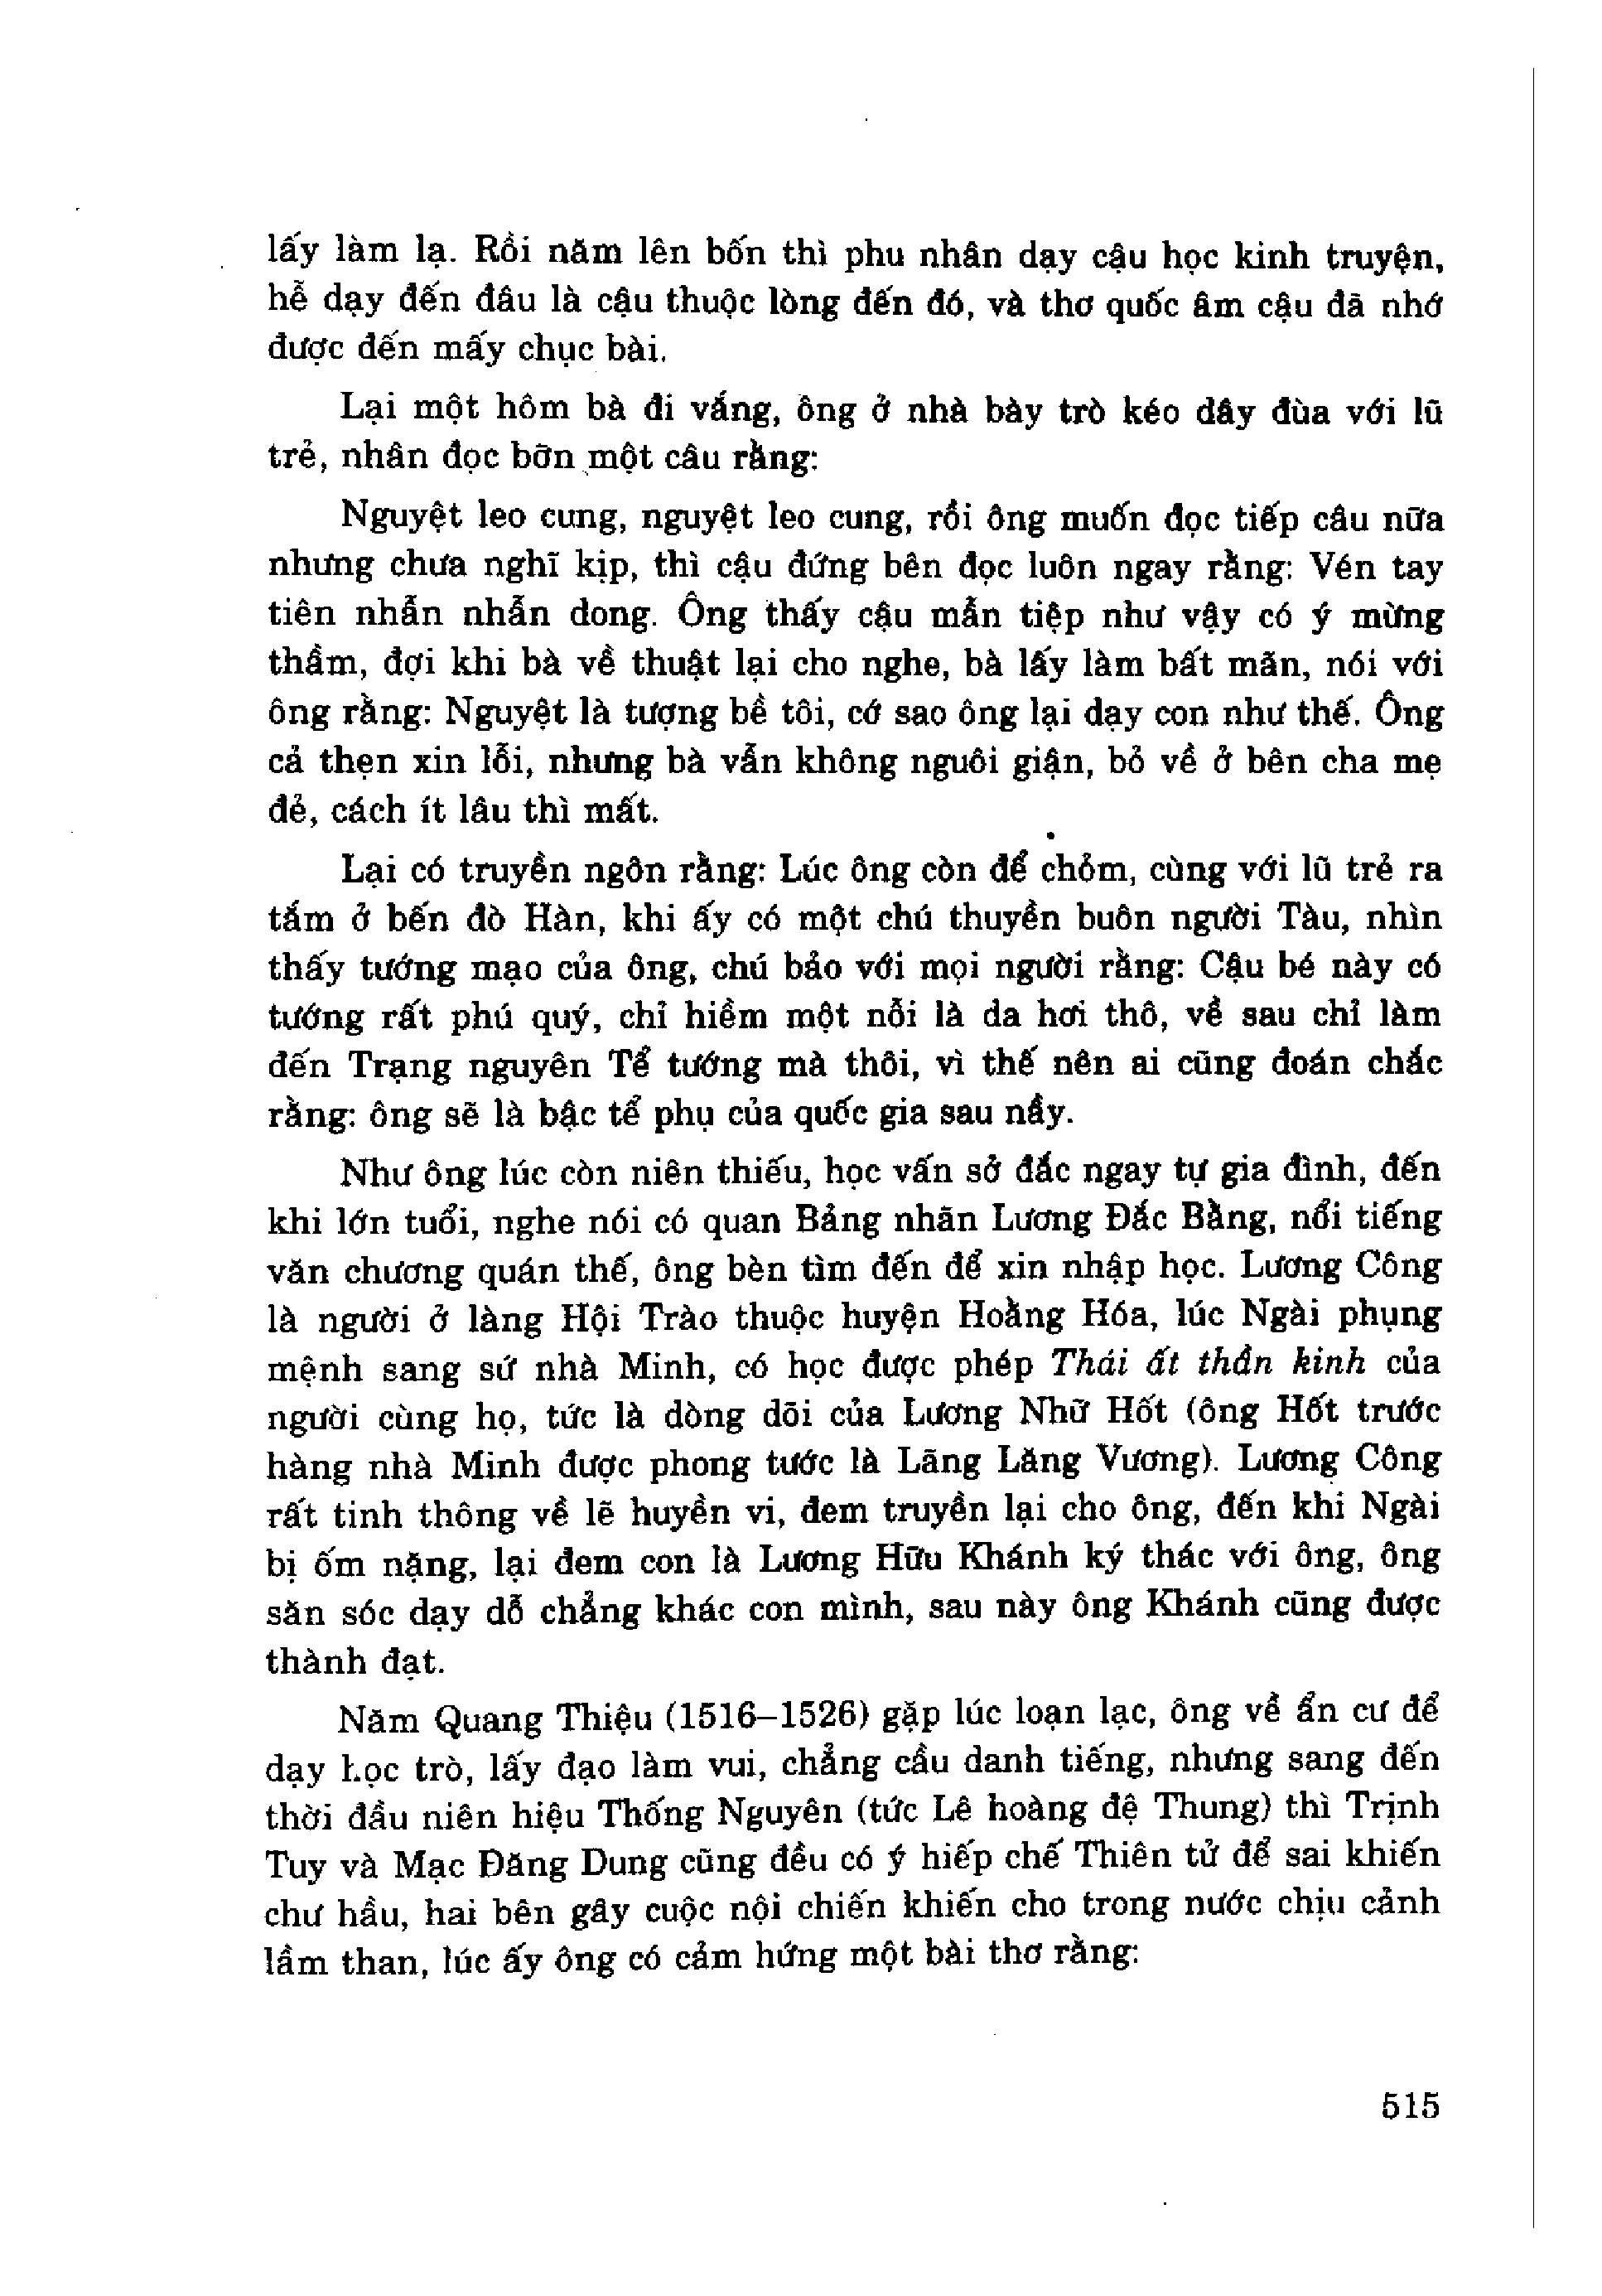 lấy làm lạ. Rồi năm lên bốn thì phu nhân dạy cậu học kinh truyện,
hễ dạy đến đâu là cậu thuộc lòng đến đó, và thơ quốc âm cậu đã nhớ
được đến mấy chục bài.
Lại một hôm bà đi vắng, ông ở nhà bày trò kéo dây đùa với lũ
trẻ, nhân đọc bỡn một câu rằng:
Nguyệt leo cung, nguyệt leo cung, rồi ông muốn đọc tiếp câu nữa
nhưng chưa nghĩ kịp, thì cậu đứng bên đọc luôn ngay rằng: Vén tay
tiên nhẫn nhẫn dong. Ông thấy cậu mẫn tiệp như vậy có ý mừng
thầm, đợi khi bà về thuật lại cho nghe, bà lấy làm bất mãn, nói với
ông rằng: Nguyệt là tượng bề tôi, cớ sao ông lại dạy con như thế. Ông
cả thẹn xin lỗi, nhưng bà vẫn không nguôi giận, bỏ về ở bên cha mẹ
đẻ, cách ít lâu thì mất.
Lại có truyền ngôn rằng: Lúc ông còn để chỏm, cùng với lũ trẻ ra
tắm ở bến đò Hàn, khi ấy có một chú thuyền buôn người Tàu, nhìn
thấy tướng mạo của ông, chú bảo với mọi người rằng: Cậu bé này có
tướng rất phú quý, chỉ hiềm một nỗi là da hơi thô, về sau chỉ làm
đến Trạng nguyên Tể tướng mà thôi, vì thế nên ai cũng đoán chắc
rằng: ông sẽ là bậc tể phụ của quốc gia sau nầy.
Như ông lúc còn niên thiếu, học vấn sở đắc ngay tự gia đình, đến
khi lớn tuổi, nghe nói có quan Bảng nhãn Lương Đắc Bằng, nổi tiếng
văn chương quán thế, ông bèn tìm đến để xin nhập học. Lương Công
là người ở làng Hội Trào thuộc huyện Hoằng Hóa, lúc Ngài phụng
mệnh sang sứ nhà Minh, có học được phép Thái ất thần kinh của
người cùng họ, tức là dòng dõi của Lương Nhữ Hốt (ông Hốt trước
hàng nhà Minh được phong tước là Lãng Lăng Vương). Lương Công
rất tinh thông về lẽ huyền vi, đem truyền lại cho ông, đến khi Ngài
bị ốm nặng, lại đem con là Lương Hữu Khánh ký thác với ông, ông
săn sóc dạy dỗ chẳng khác con mình, sau này ông Khánh cũng được
thành đạt.
Năm Quang Thiệu (1516–1526) gặp lúc loạn lạc, ông về ẩn cư để
dạy học trò, lấy đạo làm vui, chẳng cầu danh tiếng, nhưng sang đến
thời đầu niên hiệu Thống Nguyên (tức Lê hoàng đệ Thung) thì Trịnh
Tuy và Mạc Đăng Dung cũng đều có ý hiếp chế Thiên tử để sai khiến
chư hầu, hai bên gây cuộc nội chiến khiến cho trong nước chịu cảnh
lầm than, lúc ấy ông có cảm hứng một bài thơ rằng:
515